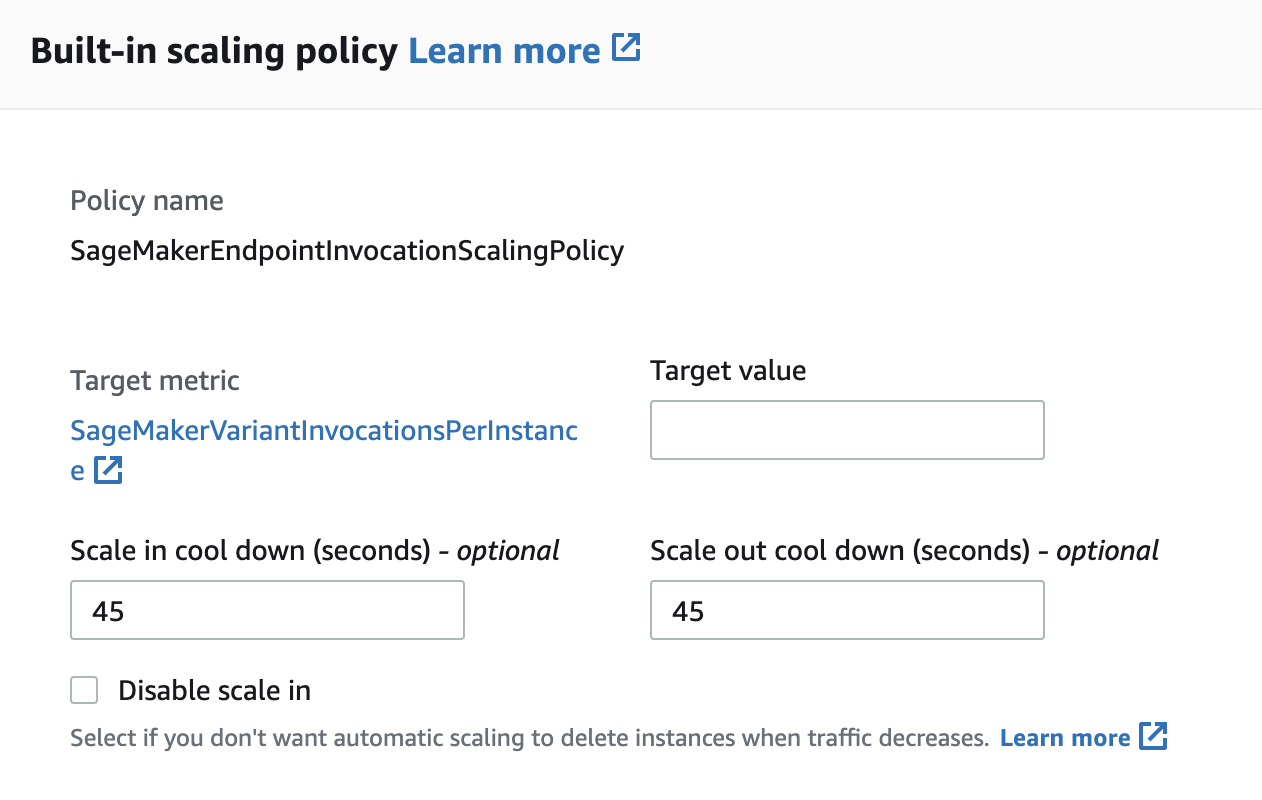 Built-in scaling policy Learn more
Policy name
SageMakerEndpointInvocationScalingPolicy
Target metric
SageMakerVariantInvocationsPerInstanc
e
Target value
Scale in cool down (seconds) - optional
45
Scale out cool down (seconds) - optional
45
Disable scale in
Select if you don't want automatic scaling to delete instances when traffic decreases. Learn more